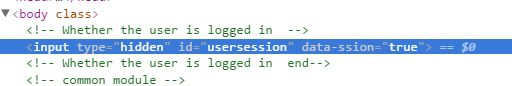 <body class>
<!-- Whether the user is logged in  -->
<input type="hidden" id="usersession" data-ssion="true"> == $0
<!-- Whether the user is logged in  end-->
<!-- common module -->